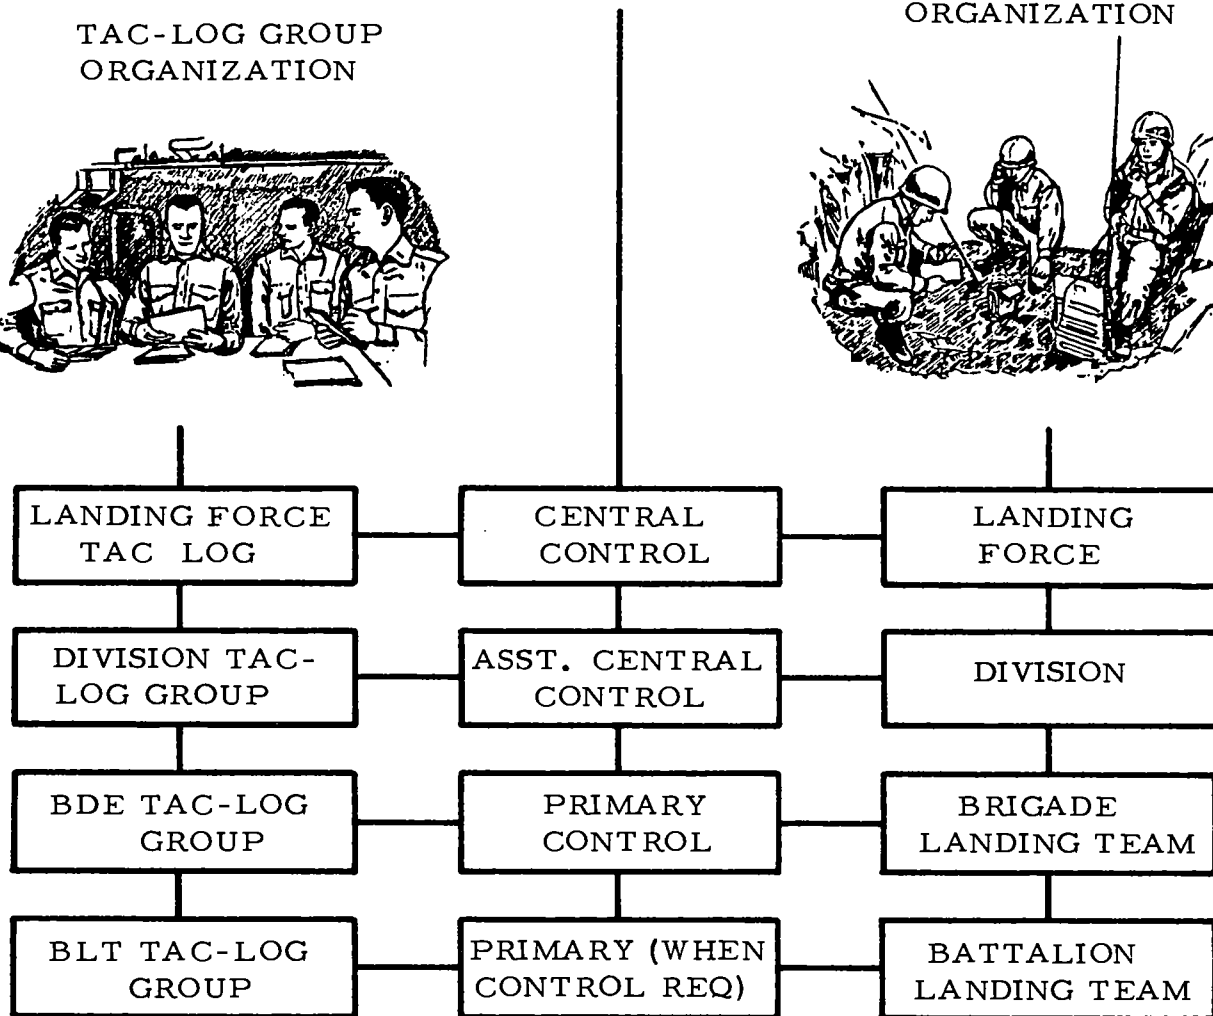 TAC-LOG GROUP
ORGANIZATION
ORGANIZATION
LANDING FORCE
TAC LOG
CENTRAL
CONTROL
LANDING
FORCE
DIVISION TAC-
LOG GROUP
ASST. CENTRAL
CONTROL
DIVISION
BDE TAC-LOG
GROUP
PRIMARY
CONTROL
BRIGADE
LANDING TEAM
BLT TAC-LOG
GROUP
PRIMARY (WHEN
CONTROL REQ)
BATTALION
LANDING TEAM